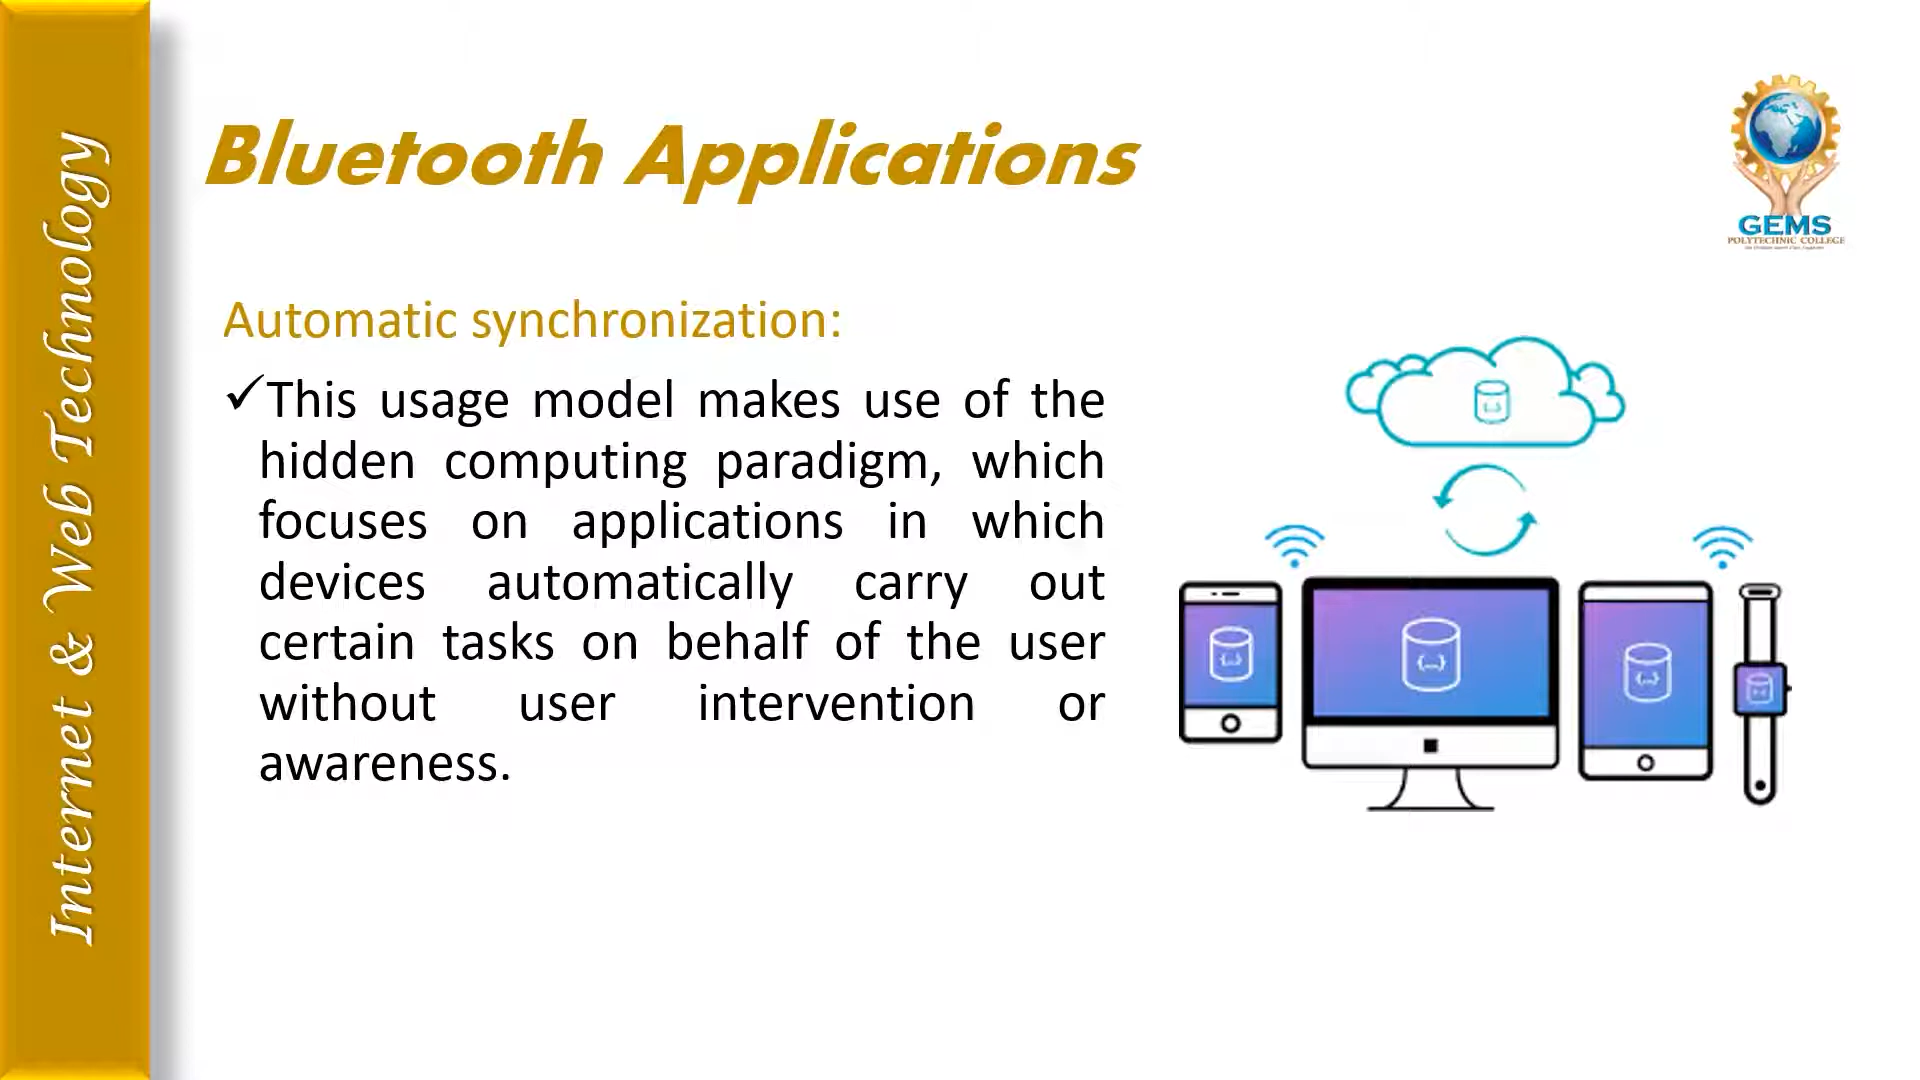 Internet & Web Technology
Bluetooth Applications
GEMS
POLYTECHNIC COLLEGE
Automatic synchronization:
✓This usage model makes use of the
hidden computing paradigm, which
focuses on applications in which
devices automatically carry out
certain tasks on behalf of the user
without user intervention or
awareness.